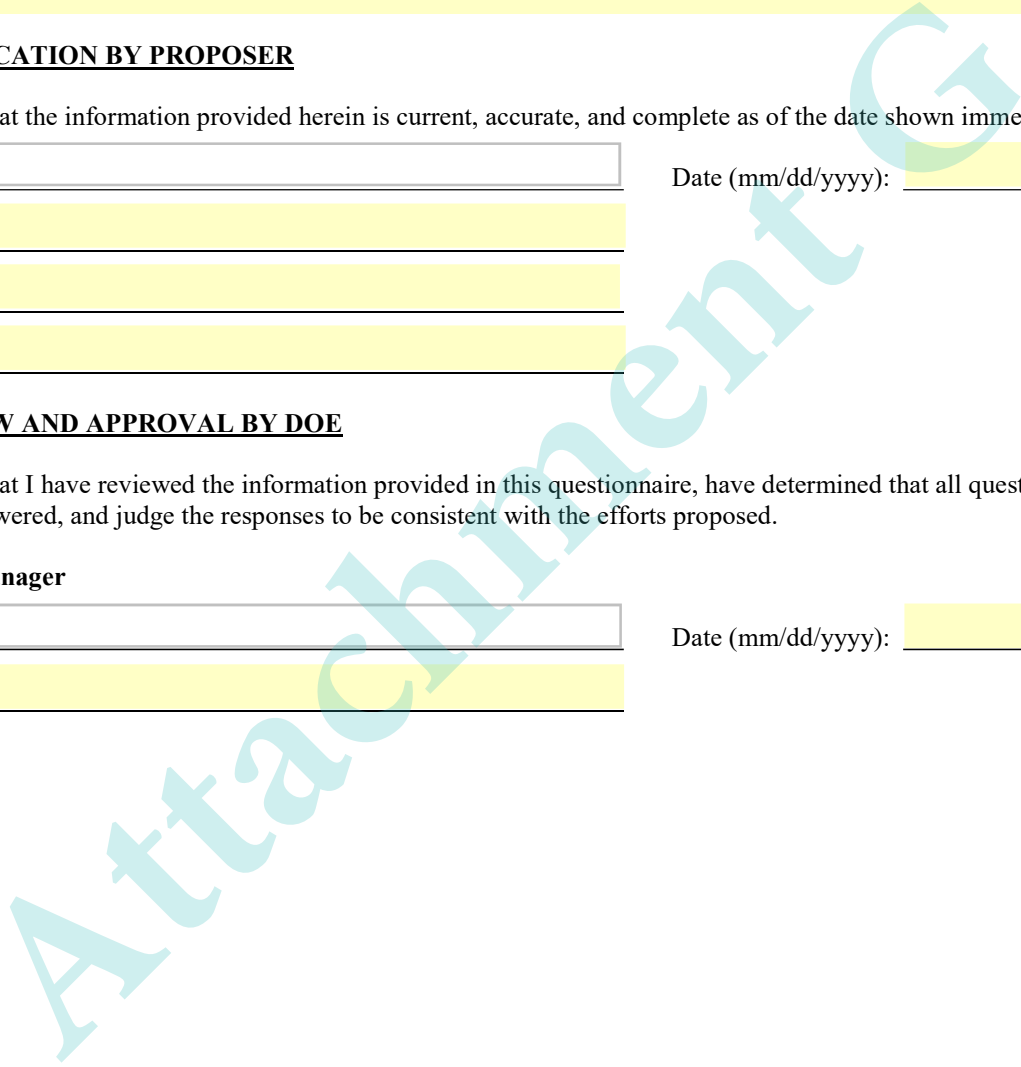 CATION BY PROPOSER
at the information provided herein is current, accurate, and complete as of the date shown imme
Date (mm/dd/yyyy):
W AND APPROVAL BY DOE
at I have reviewed the information provided in this questionnaire, have determined that all quest
wered, and judge the responses to be consistent with the efforts proposed.
nager
Date (mm/dd/yyyy):
Attachment G